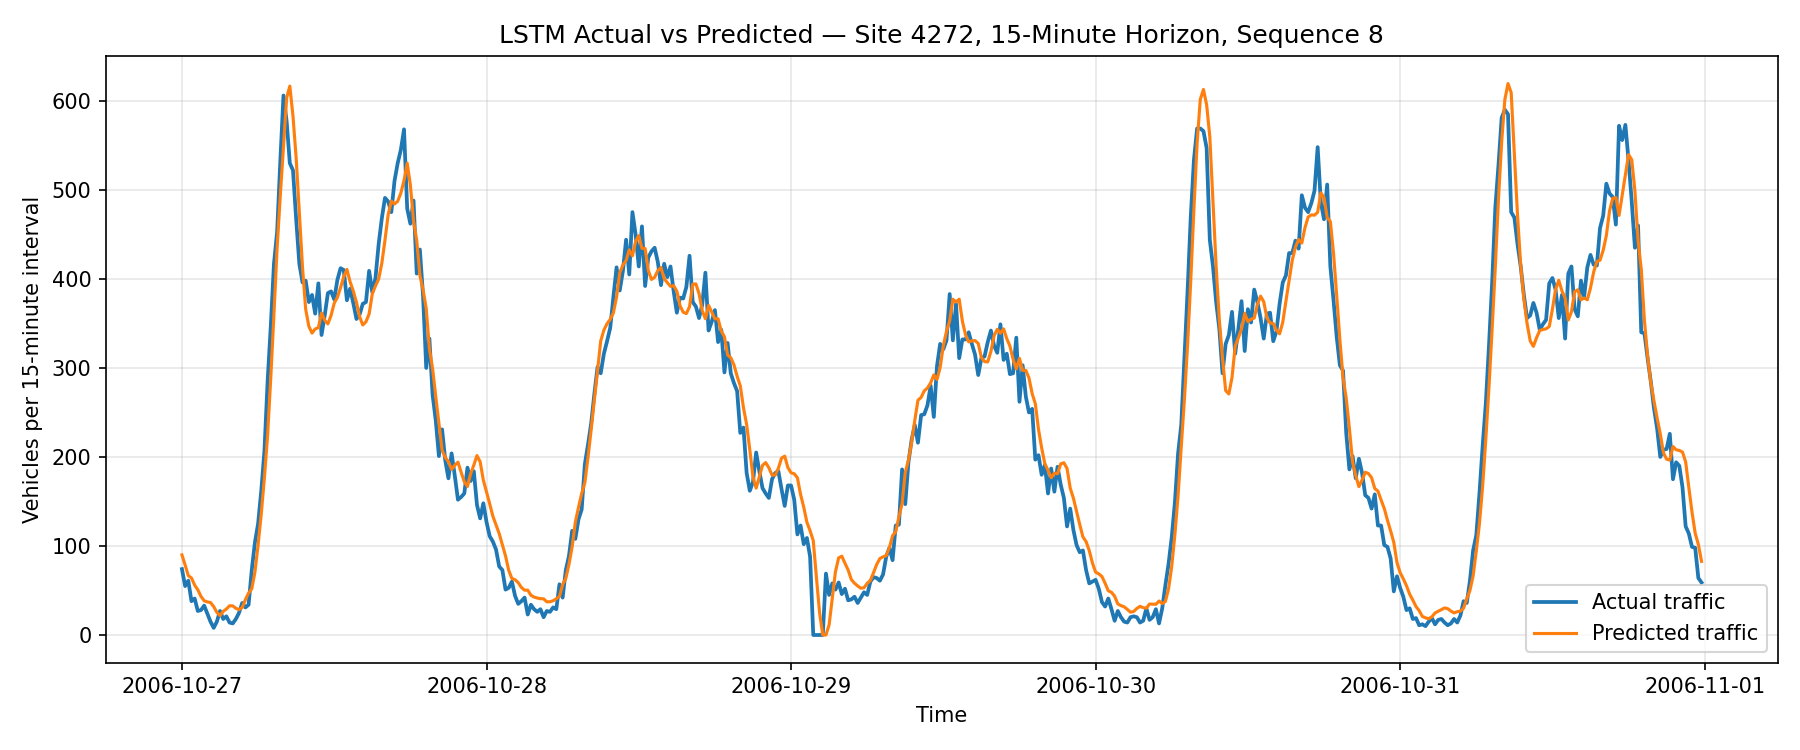 LSTM Actual vs Predicted — Site 4272, 15-Minute Horizon, Sequence 8
Vehicles per 15-minute interval
600
500
400
300
200
100
0
Actual traffic
Predicted traffic
2006-10-27
2006-10-28
2006-10-29
2006-10-30
2006-10-31
2006-11-01
Time